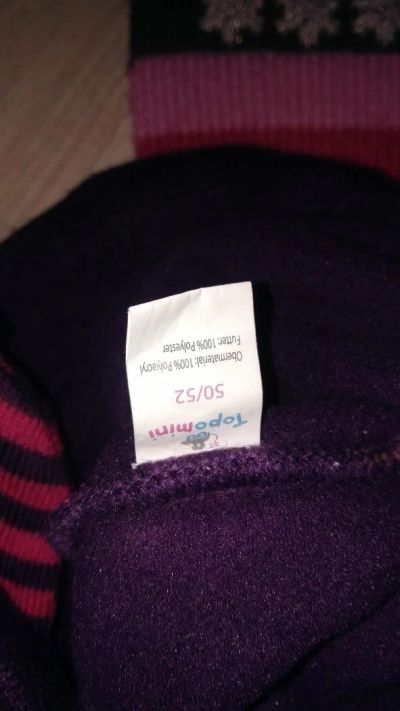 Topomini
50/52
Obermaterial: 100% Polyacryl
Futter: 100% Polyester